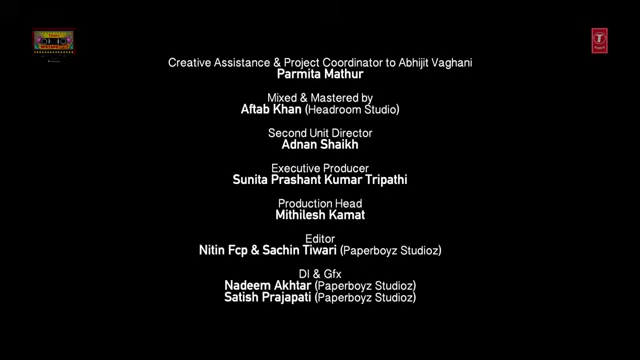 Creative Assistance & Project Coordinator to Abhijit Vaghani
Parmita Mathur
Mixed & Mastered by
Aftab Khan (Headroom Studio)
Second Unit Director
Adnan Shaikh
Executive Producer
Sunita Prashant Kumar Tripathi
Production Head
Mithilesh Kamat
Editor
Nitin Fcp & Sachin Tiwari (Paperboyz Studioz)
DI & Gfx
Nadeem Akhtar (Paperboyz Studioz)
Satish Prajapati (Paperboyz Studioz)